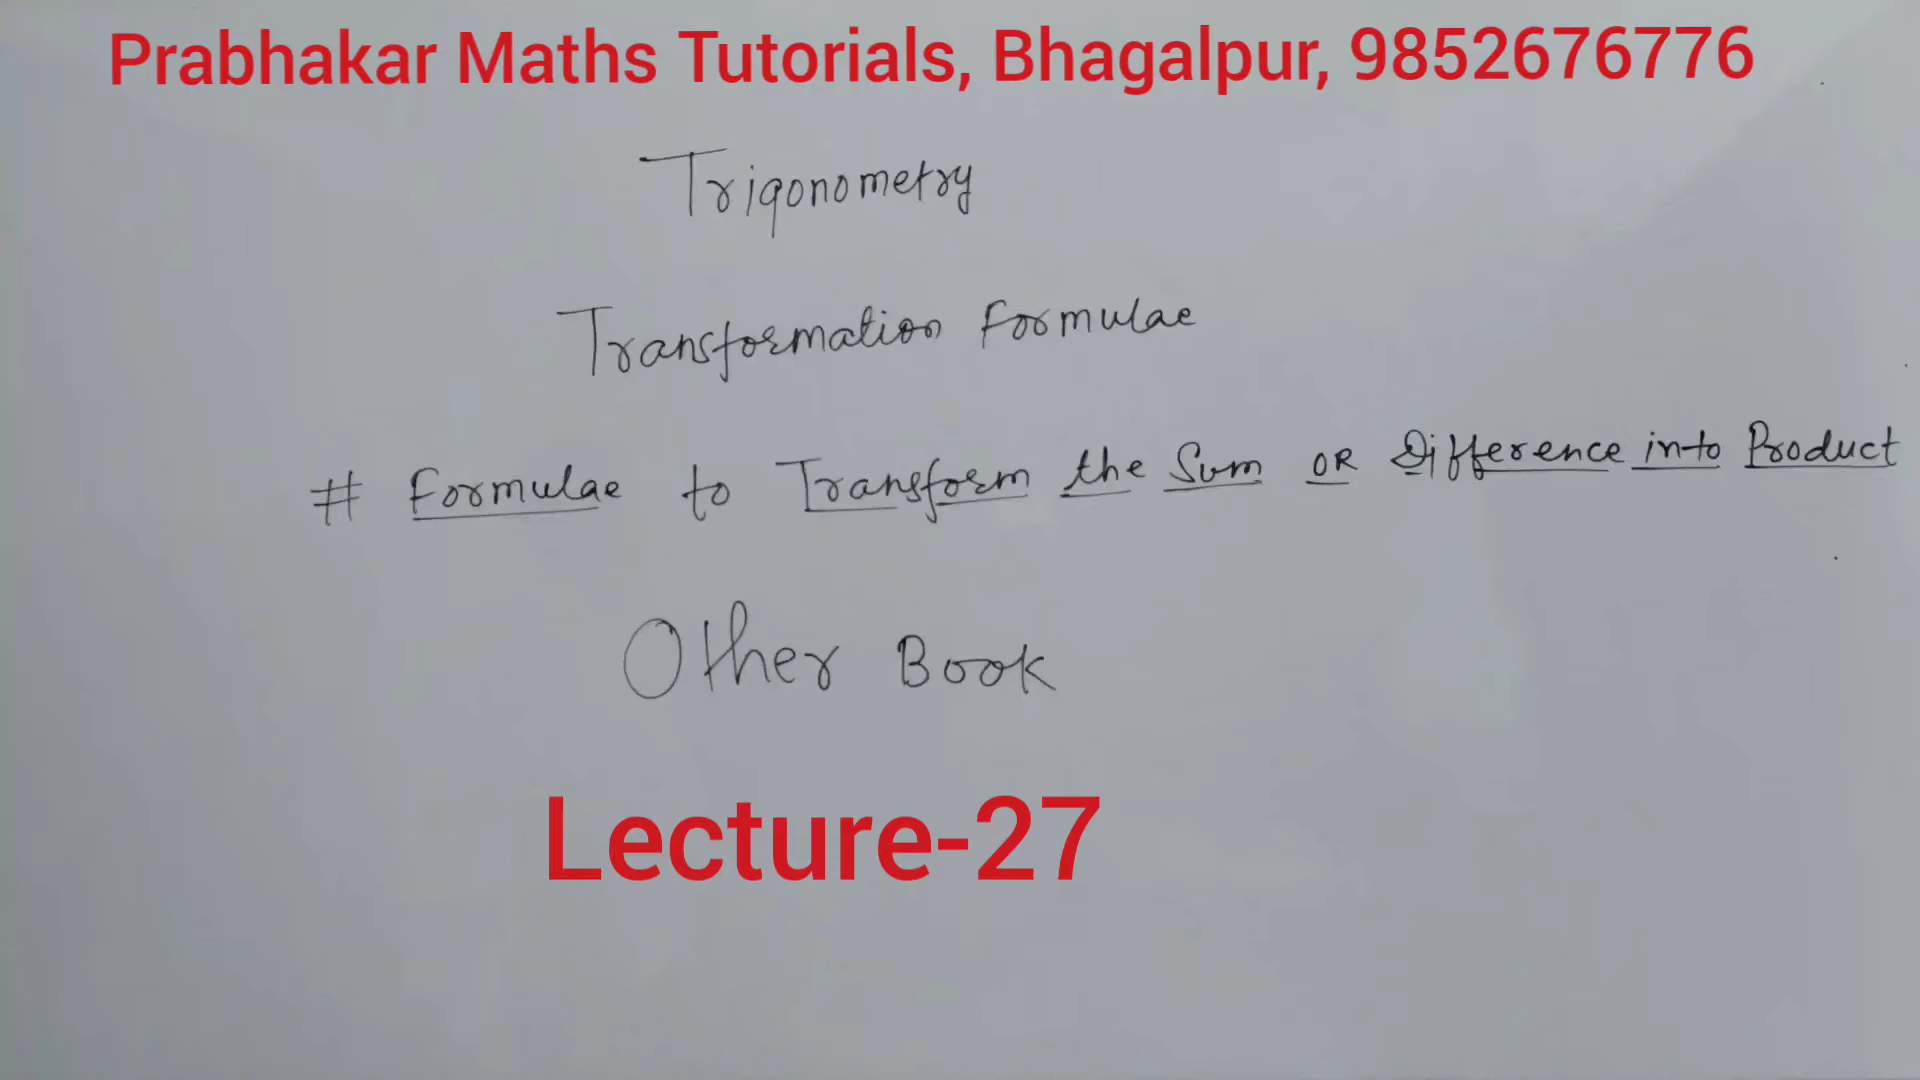 Prabhakar Maths Tutorials, Bhagalpur, 9852676776
Trigonometry
Transformation Formulae
# Formulae to Transform the Sum OR Difference into Product
Other Book
Lecture-27